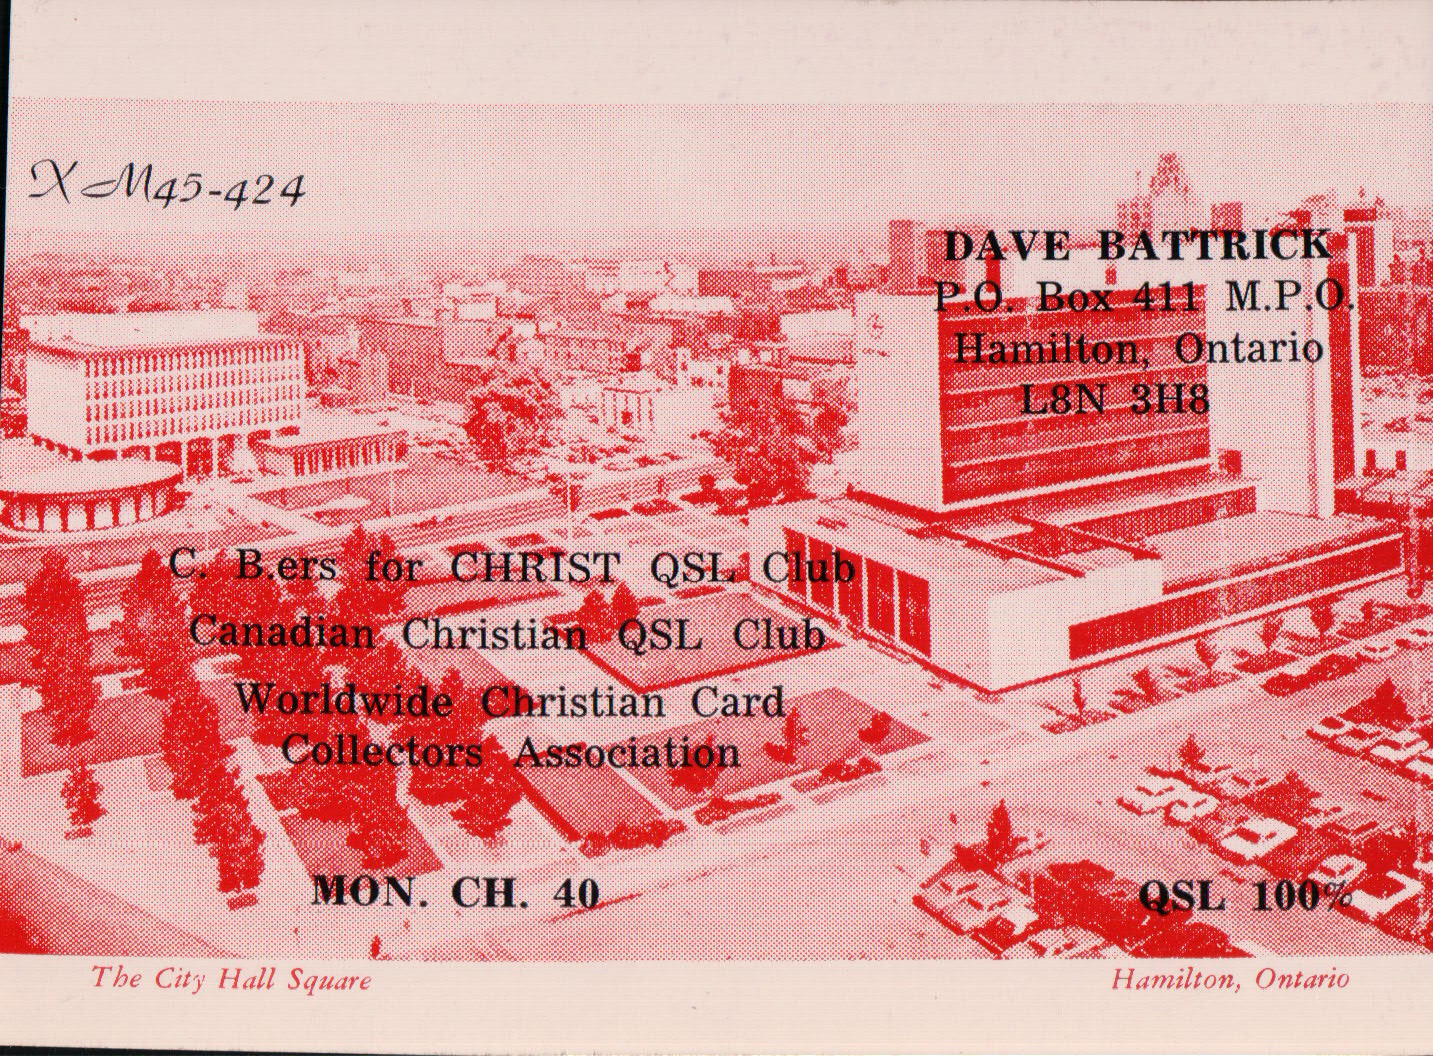 XM45-424
DAVE BATTRICK
P.O. Box 411 M.P.O.
Hamilton, Ontario
L8N 3H8
C. B.ers for CHRIST QSL Club
Canadian Christian QSL Club
Worldwide Christian Card
Collectors Association
MON. CH. 40
QSL 100%
The City Hall Square
Hamilton, Ontario